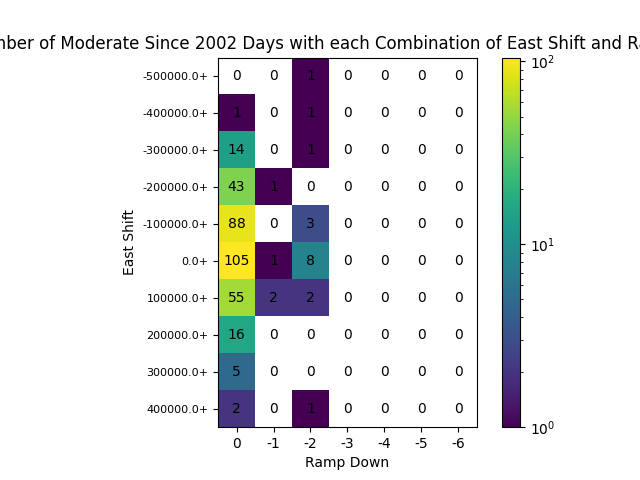 of Moderate Since 2002 Days with each Combination of East Shift and
-500000.0+ 0 0 1 0 0 0 0
-400000.0+ 1 0 1 0 0 0 0
-300000.0+ 14 0 1 0 0 0 0
-200000.0+ 43 1 0 0 0 0 0
-100000.0+ 88 0 3 0 0 0 0
0.0+ 105 1 8 0 0 0 0
100000.0+ 55 2 2 0 0 0 0
200000.0+ 16 0 0 0 0 0 0
300000.0+ 5 0 0 0 0 0 0
400000.0+ 2 0 1 0 0 0 0
0 -1 -2 -3 -4 -5 -6
Ramp Down
East Shift
10²
10¹
10⁰